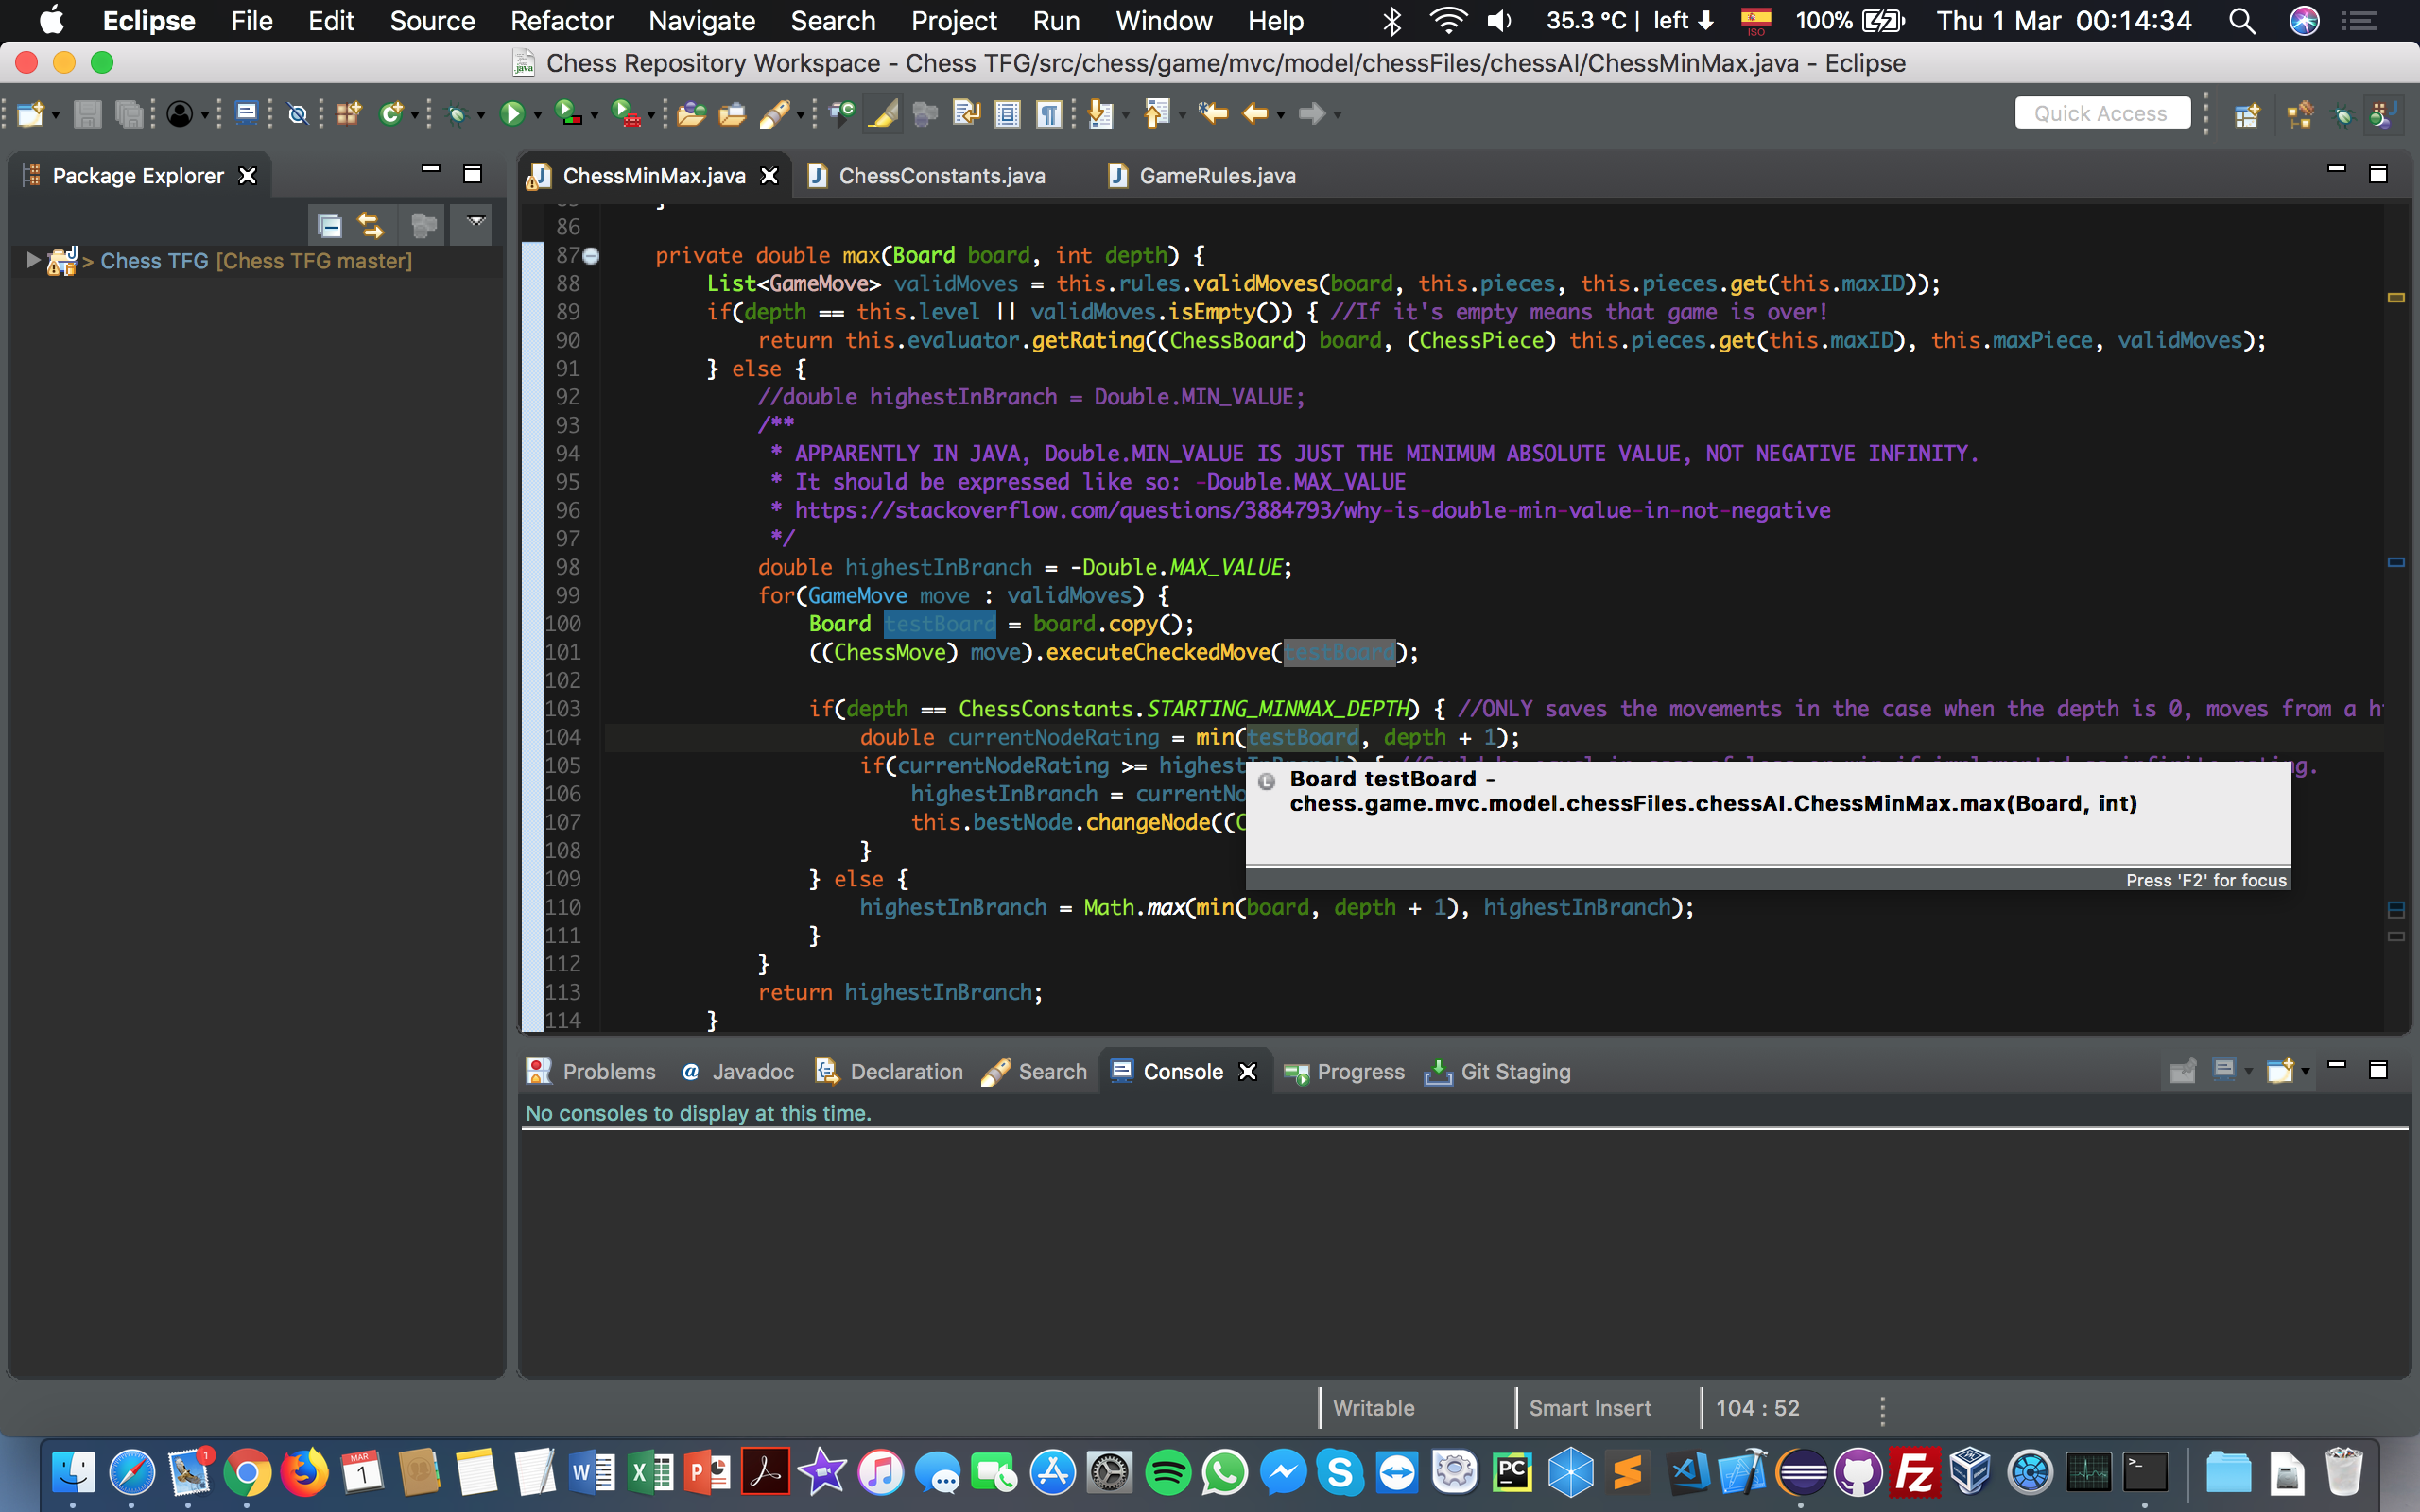 Eclipse File Edit Source Refactor Navigate Search Project Run Window Help 35.3 °C | left ⬇ ISO 100% Thu 1 Mar 00:14:34
Chess Repository Workspace - Chess TFG/src/chess/game/mvc/model/chessFiles/chessAI/ChessMinMax.java - Eclipse
Quick Access
Package Explorer
> Chess TFG [Chess TFG master]
ChessMinMax.java ChessConstants.java GameRules.java
86
87 private double max(Board board, int depth) {
88 List<GameMove> validMoves = this.rules.validMoves(board, this.pieces, this.pieces.get(this.maxID));
89 if(depth == this.level || validMoves.isEmpty()) { //If it's empty means that game is over!
90 return this.evaluator.getRating((ChessBoard) board, (ChessPiece) this.pieces.get(this.maxID), this.maxPiece, validMoves);
91 } else {
92 //double highestInBranch = Double.MIN_VALUE;
93 /**
94 * APPARENTLY IN JAVA, Double.MIN_VALUE IS JUST THE MINIMUM ABSOLUTE VALUE, NOT NEGATIVE INFINITY.
95 * It should be expressed like so: -Double.MAX_VALUE
96 * https://stackoverflow.com/questions/3884793/why-is-double-min-value-in-not-negative
97 */
98 double highestInBranch = -Double.MAX_VALUE;
99 for(GameMove move : validMoves) {
100 Board testBoard = board.copy();
101 ((ChessMove) move).executeCheckedMove(testBoard);
102
103 if(depth == ChessConstants.STARTING_MINMAX_DEPTH) { //ONLY saves the movements in the case when the depth is 0, moves from a h
104 double currentNodeRating = min(testBoard, depth + 1);
105 if(currentNodeRating >= highest
106 highestInBranch = currentNo
107 this.bestNode.changeNode((C
108 }
109 } else {
110 highestInBranch = Math.max(min(board, depth + 1), highestInBranch);
111 }
112 }
113 return highestInBranch;
114 }
Board testBoard -
chess.game.mvc.model.chessFiles.chessAI.ChessMinMax.max(Board, int)
Press 'F2' for focus
Problems @ Javadoc Declaration Search Console Progress Git Staging
No consoles to display at this time.
Writable Smart Insert 104 : 52